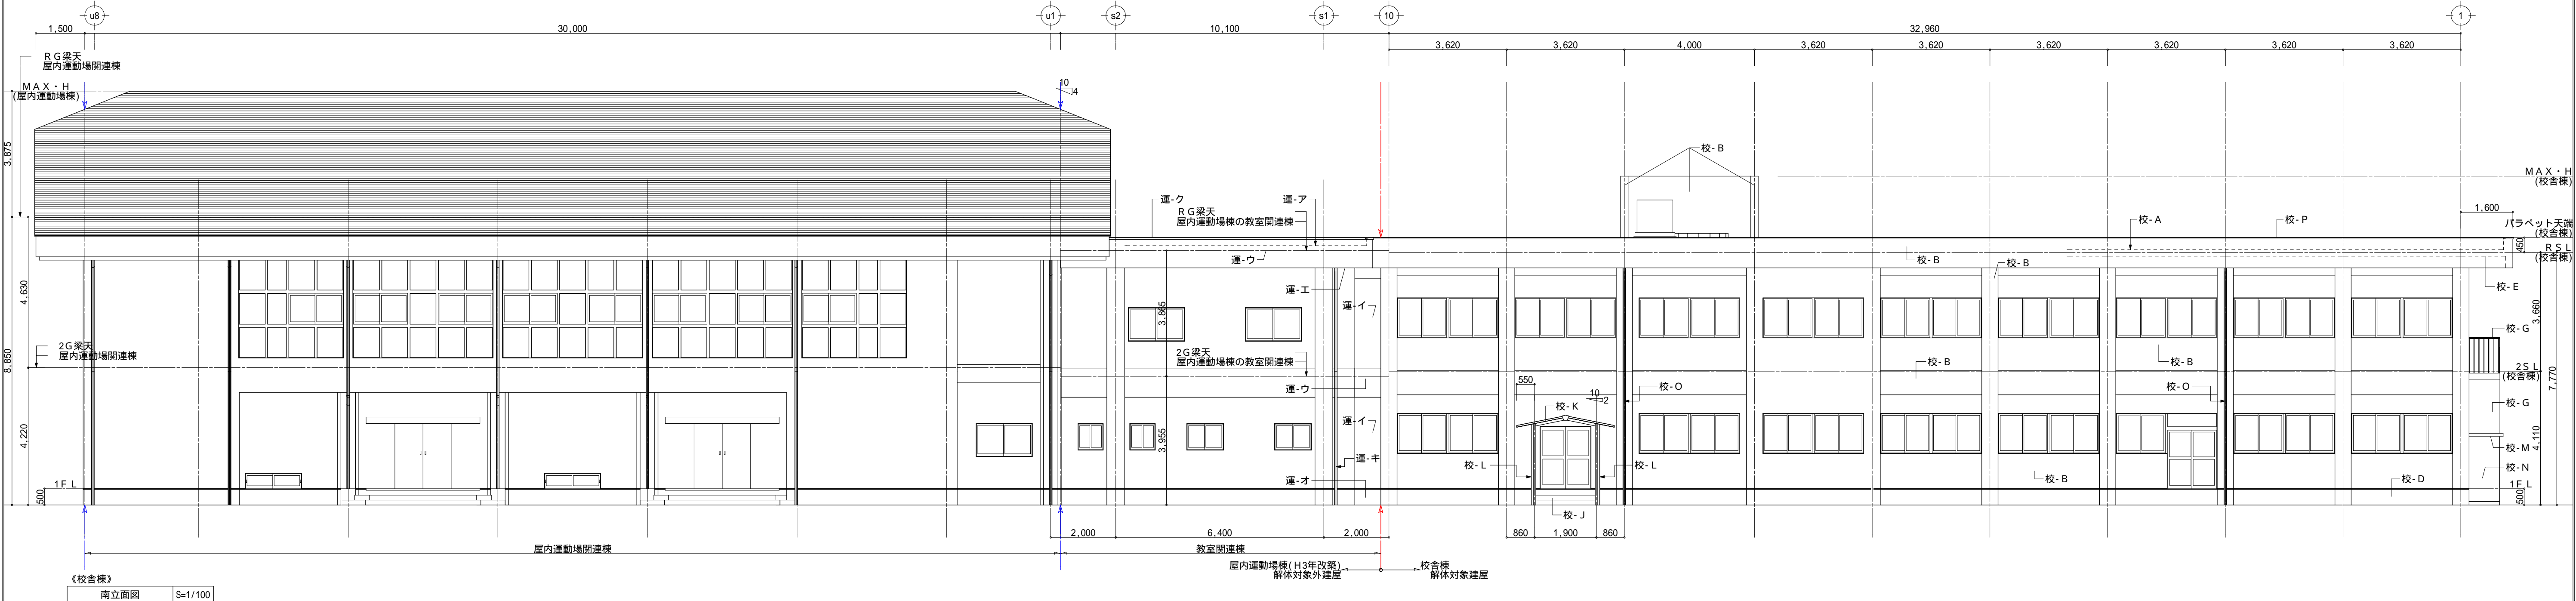 u8
u1
s2
s1
10
1
1,500
30,000
10,100
32,960
3,620
3,620
4,000
3,620
3,620
3,620
3,620
3,620
3,620
ＲＧ梁天
屋内運動場関連棟
ＭＡＸ・Ｈ
(屋内運動場棟)
10
4
3,875
校-Ｂ
ＭＡＸ・Ｈ
(校舎棟)
運-ク
運-ア
ＲＧ梁天
屋内運動場棟の教室関連棟
1,600
校-Ａ
校-Ｐ
パラペット天端
(校舎棟)
450
ＲＳＬ
(校舎棟)
運-ウ
校-Ｂ
校-Ｂ
運-エ
校-Ｅ
4,630
運-イ
3,865
3,660
校-Ｇ
2Ｇ梁天
屋内運動場関連棟
8,850
2Ｇ梁天
屋内運動場棟の教室関連棟
校-Ｂ
校-Ｂ
2ＳＬ
(校舎棟)
7,770
運-ウ
550
校-Ｏ
校-Ｏ
10
2
校-Ｋ
校-Ｇ
運-イ
4,220
3,955
4,110
校-Ｍ
運-キ
校-Ｌ
校-Ｌ
校-Ｎ
運-オ
校-Ｂ
校-Ｄ
1ＦＬ
500
1ＦＬ
500
校-Ｊ
2,000
6,400
2,000
860
1,900
860
屋内運動場関連棟
教室関連棟
屋内運動場棟(Ｈ3年改築)
解体対象外建屋
校舎棟
解体対象建屋
《校舎棟》
南立面図
S=1/100